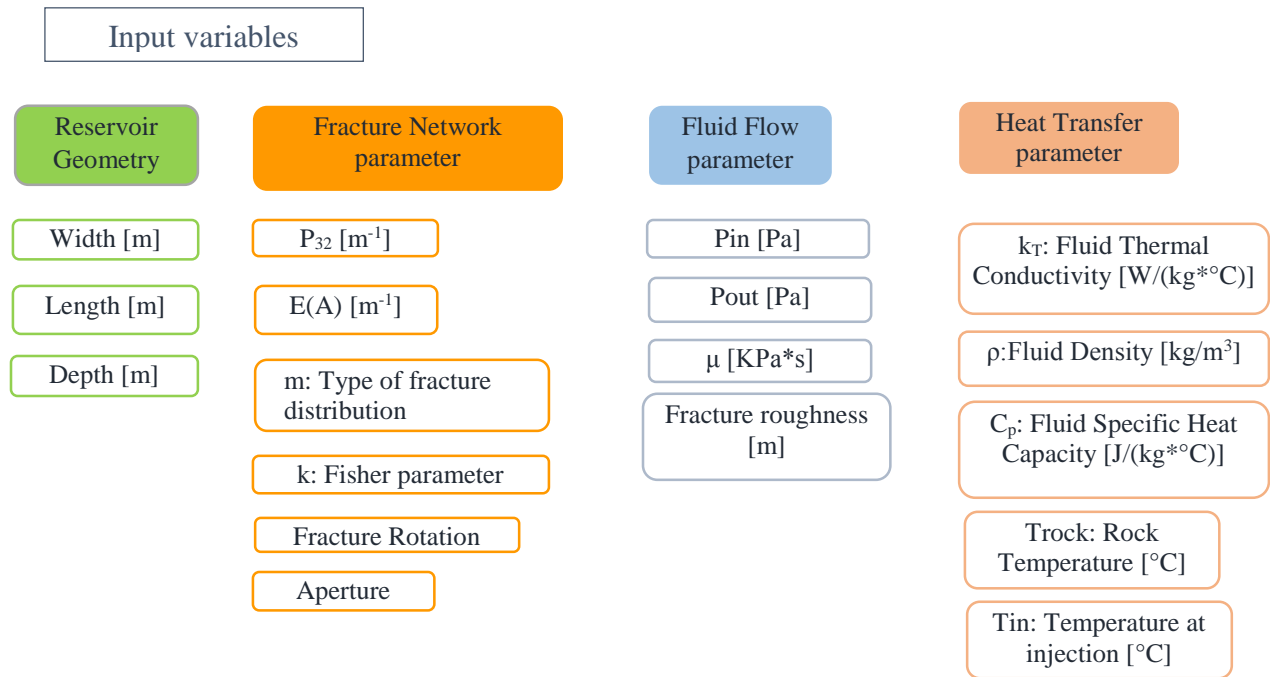 Input variables
Reservoir
Geometry
Width [m]
Length [m]
Depth [m]
Fracture Network
parameter
P₃₂ [m⁻¹]
E(A) [m⁻¹]
m: Type of fracture
distribution
k: Fisher parameter
Fracture Rotation
Aperture
Fluid Flow
parameter
Pin [Pa]
Pout [Pa]
μ [KPa*s]
Fracture roughness
[m]
Heat Transfer
parameter
k_T: Fluid Thermal
Conductivity [W/(kg*°C)]
ρ:Fluid Density [kg/m³]
Cₚ: Fluid Specific Heat
Capacity [J/(kg*°C)]
Trock: Rock
Temperature [°C]
Tin: Temperature at
injection [°C]